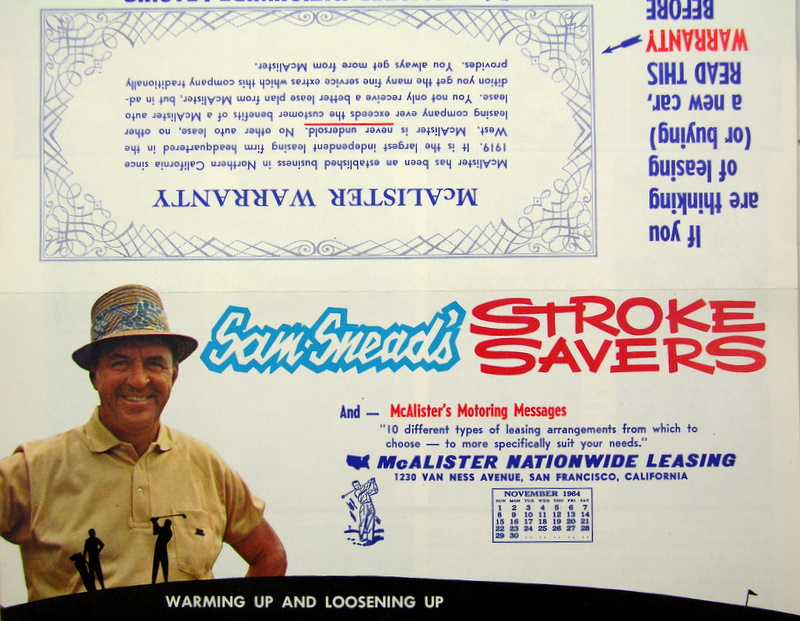 If you
are thinking
of leasing
(or buying)
a new car,
READ THIS
WARRANTY
BEFORE
McALISTER WARRANTY
McAlister has been an established business in Northern California since
1919. It is the largest independent leasing firm headquartered in the
West. McAlister is never undersold. No other auto lease, no other
leasing company ever exceeds the customer benefits of a McAlister auto
lease. You not only receive a better lease plan from McAlister, but in ad-
dition you get the many fine service extras which this company traditionally
provides. You always get more from McAlister.
Sam Snead's STROKE
SAVERS
And — McAlister's Motoring Messages
"10 different types of leasing arrangements from which to
choose — to more specifically suit your needs."
McALISTER NATIONWIDE LEASING
1230 VAN NESS AVENUE, SAN FRANCISCO, CALIFORNIA
NOVEMBER 1964
SUN MON TUE WED THU FRI SAT
1 2 3 4 5 6 7
8 9 10 11 12 13 14
15 16 17 18 19 20 21
22 23 24 25 26 27 28
29 30
WARMING UP AND LOOSENING UP